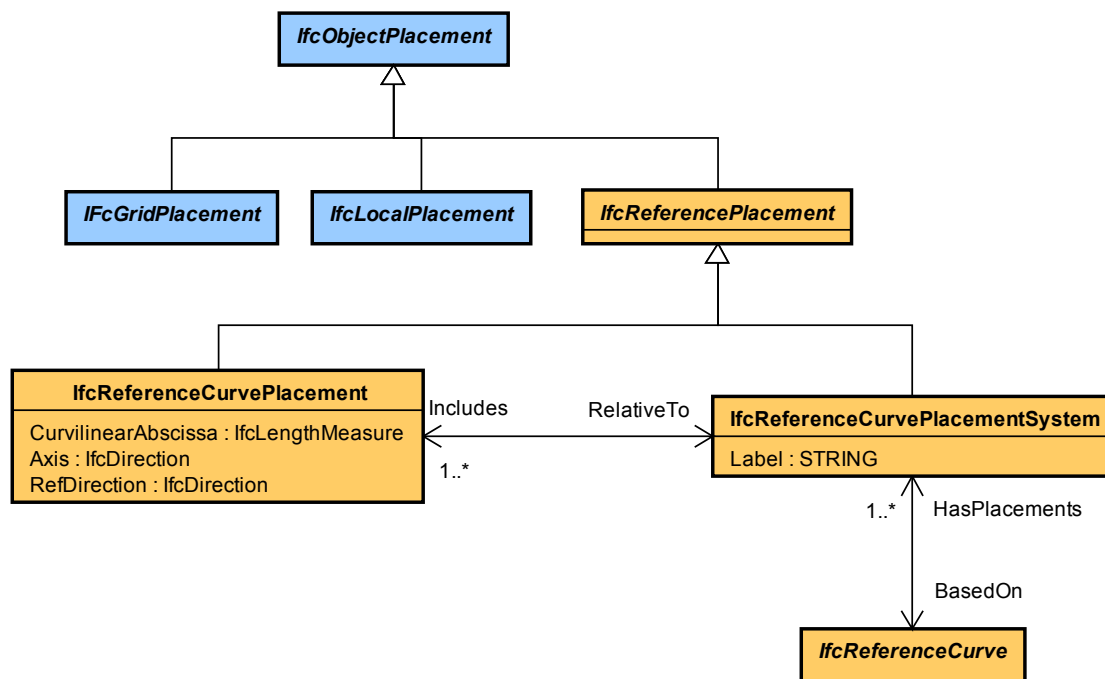 IfcObjectPlacement
IFcGridPlacement
IfcLocalPlacement
IfcReferencePlacement
IfcReferenceCurvePlacement
CurvilinearAbscissa : IfcLengthMeasure
Axis : IfcDirection
RefDirection : IfcDirection
Includes
RelativeTo
1..*
IfcReferenceCurvePlacementSystem
Label : STRING
1..*
HasPlacements
BasedOn
IfcReferenceCurve